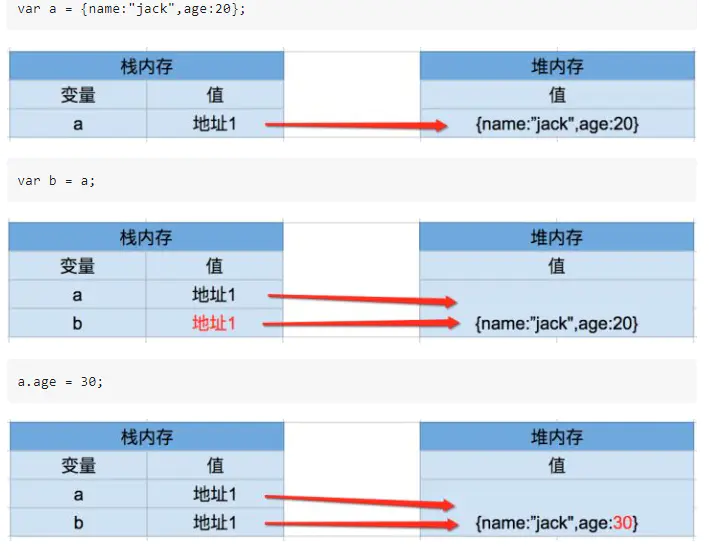 var a = {name:"jack",age:20};
栈内存 堆内存
变量 值 值
a 地址1 {name:"jack",age:20}
var b = a;
栈内存 堆内存
变量 值 值
a 地址1
b 地址1 {name:"jack",age:20}
a.age = 30;
栈内存 堆内存
变量 值 值
a 地址1
b 地址1 {name:"jack",age:30}